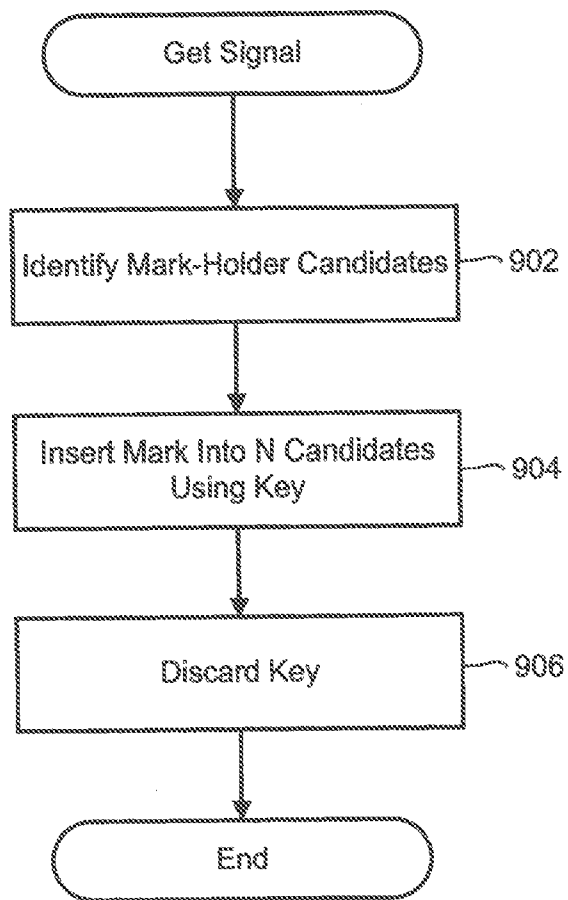 Get Signal
Identify Mark-Holder Candidates
902
Insert Mark Into N Candidates
Using Key
904
Discard Key
906
End